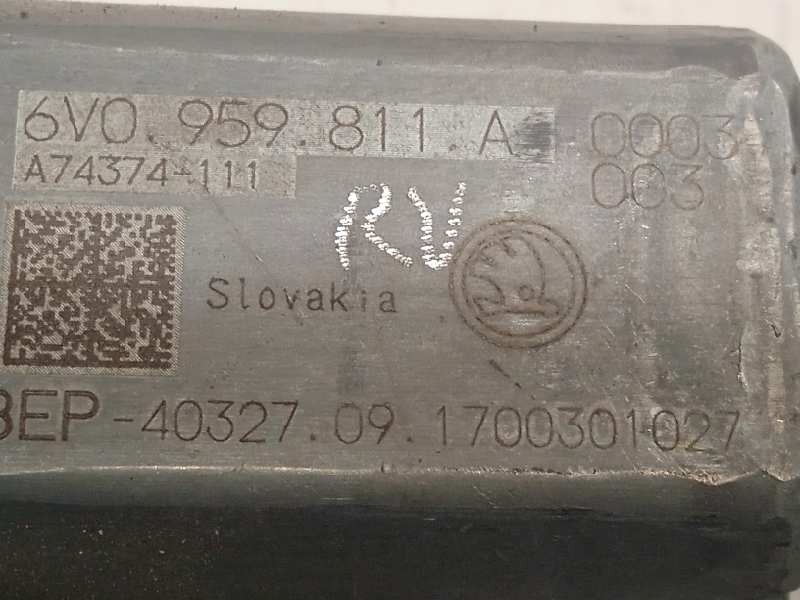 6V0.959.811.A 0003
A74374-111 003
RV
Slovakia
BEP-40327.09.1700301027